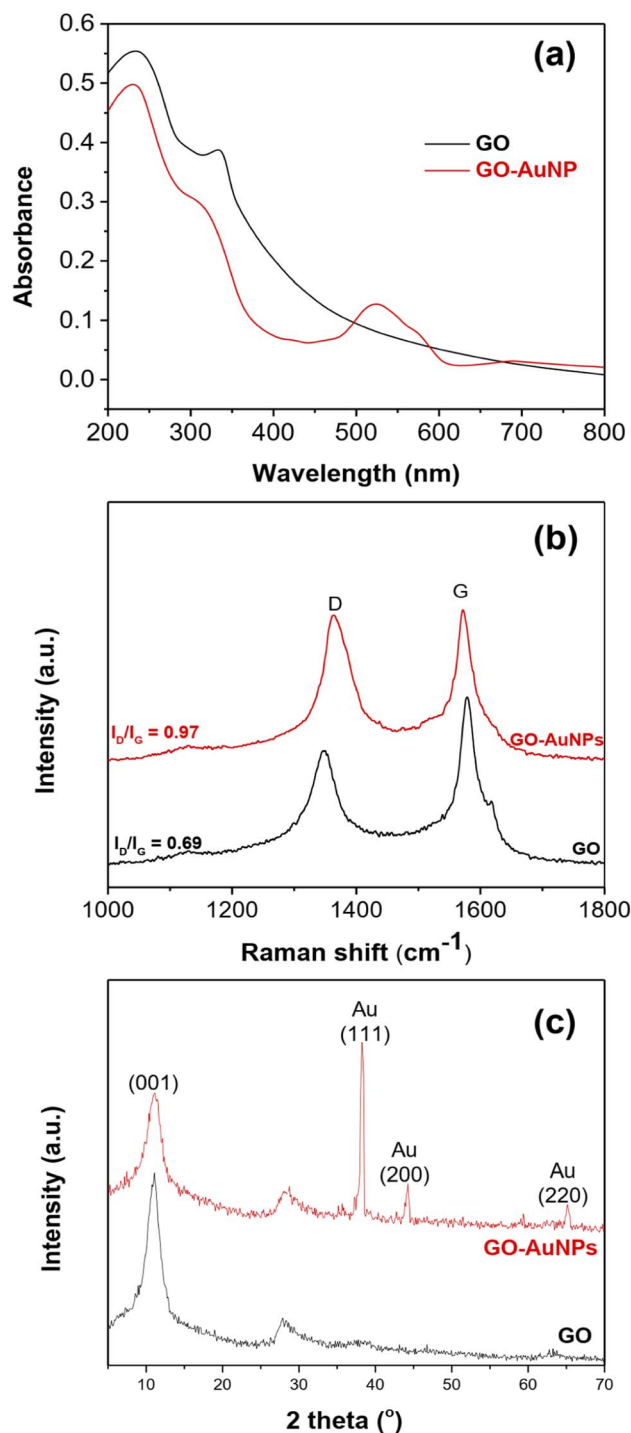 (a)
0.6
0.5
0.4
0.3
0.2
0.1
0.0
Absorbance
GO
GO-AuNP
200 300 400 500 600 700 800
Wavelength (nm)
(b)
D
G
Intensity (a.u.)
I_D/I_G = 0.97
GO-AuNPs
I_D/I_G = 0.69
GO
1000 1200 1400 1600 1800
Raman shift (cm⁻¹)
(c)
Au
(111)
(001)
Au
(200)
Au
(220)
Intensity (a.u.)
GO-AuNPs
GO
10 20 30 40 50 60 70
2 theta (°)